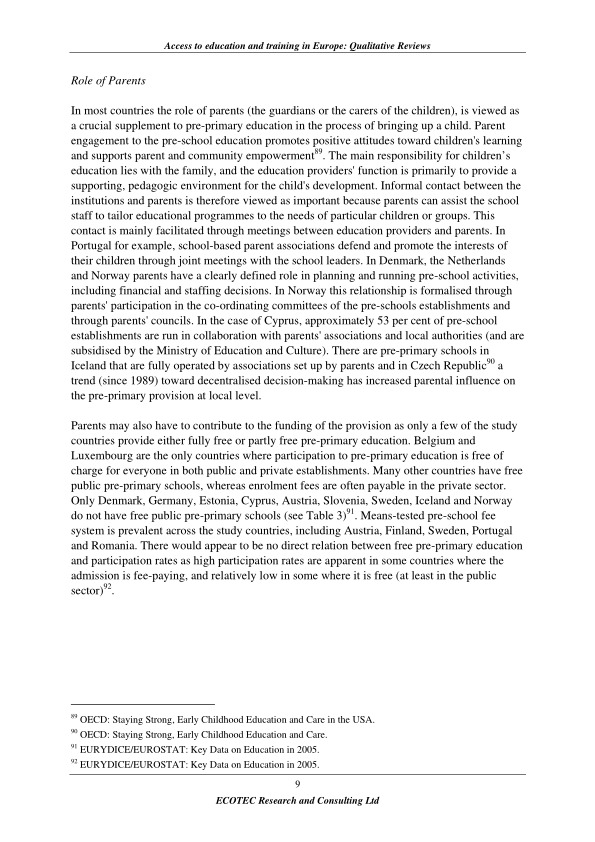 Access to education and training in Europe: Qualitative Reviews
Role of Parents
In most countries the role of parents (the guardians or the carers of the children), is viewed as
a crucial supplement to pre-primary education in the process of bringing up a child. Parent
engagement to the pre-school education promotes positive attitudes toward children's learning
and supports parent and community empowerment89. The main responsibility for children's
education lies with the family, and the education providers' function is primarily to provide a
supporting, pedagogic environment for the child's development. Informal contact between the
institutions and parents is therefore viewed as important because parents can assist the school
staff to tailor educational programmes to the needs of particular children or groups. This
contact is mainly facilitated through meetings between education providers and parents. In
Portugal for example, school-based parent associations defend and promote the interests of
their children through joint meetings with the school leaders. In Denmark, the Netherlands
and Norway parents have a clearly defined role in planning and running pre-school activities,
including financial and staffing decisions. In Norway this relationship is formalised through
parents' participation in the co-ordinating committees of the pre-schools establishments and
through parents' councils. In the case of Cyprus, approximately 53 per cent of pre-school
establishments are run in collaboration with parents' associations and local authorities (and are
subsidised by the Ministry of Education and Culture). There are pre-primary schools in
Iceland that are fully operated by associations set up by parents and in Czech Republic90 a
trend (since 1989) toward decentralised decision-making has increased parental influence on
the pre-primary provision at local level.
Parents may also have to contribute to the funding of the provision as only a few of the study
countries provide either fully free or partly free pre-primary education. Belgium and
Luxembourg are the only countries where participation to pre-primary education is free of
charge for everyone in both public and private establishments. Many other countries have free
public pre-primary schools, whereas enrolment fees are often payable in the private sector.
Only Denmark, Germany, Estonia, Cyprus, Austria, Slovenia, Sweden, Iceland and Norway
do not have free public pre-primary schools (see Table 3)91. Means-tested pre-school fee
system is prevalent across the study countries, including Austria, Finland, Sweden, Portugal
and Romania. There would appear to be no direct relation between free pre-primary education
and participation rates as high participation rates are apparent in some countries where the
admission is fee-paying, and relatively low in some where it is free (at least in the public
sector)92.
89 OECD: Staying Strong, Early Childhood Education and Care in the USA.
90 OECD: Staying Strong, Early Childhood Education and Care.
91 EURYDICE/EUROSTAT: Key Data on Education in 2005.
92 EURYDICE/EUROSTAT: Key Data on Education in 2005.
9
ECOTEC Research and Consulting Ltd